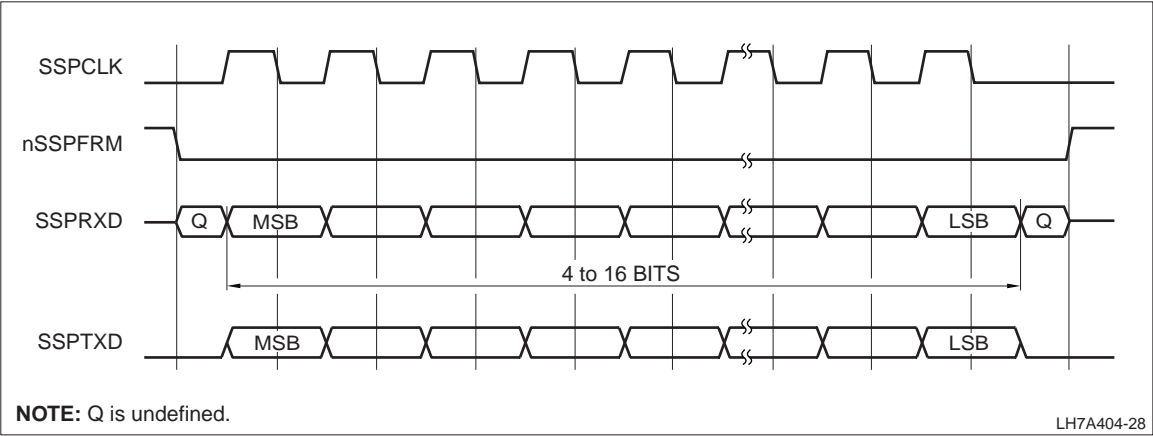 SSPCLK
nSSPFRM
SSPRXD
Q MSB LSB Q
4 to 16 BITS
SSPTXD
MSB LSB
NOTE: Q is undefined.
LH7A404-28